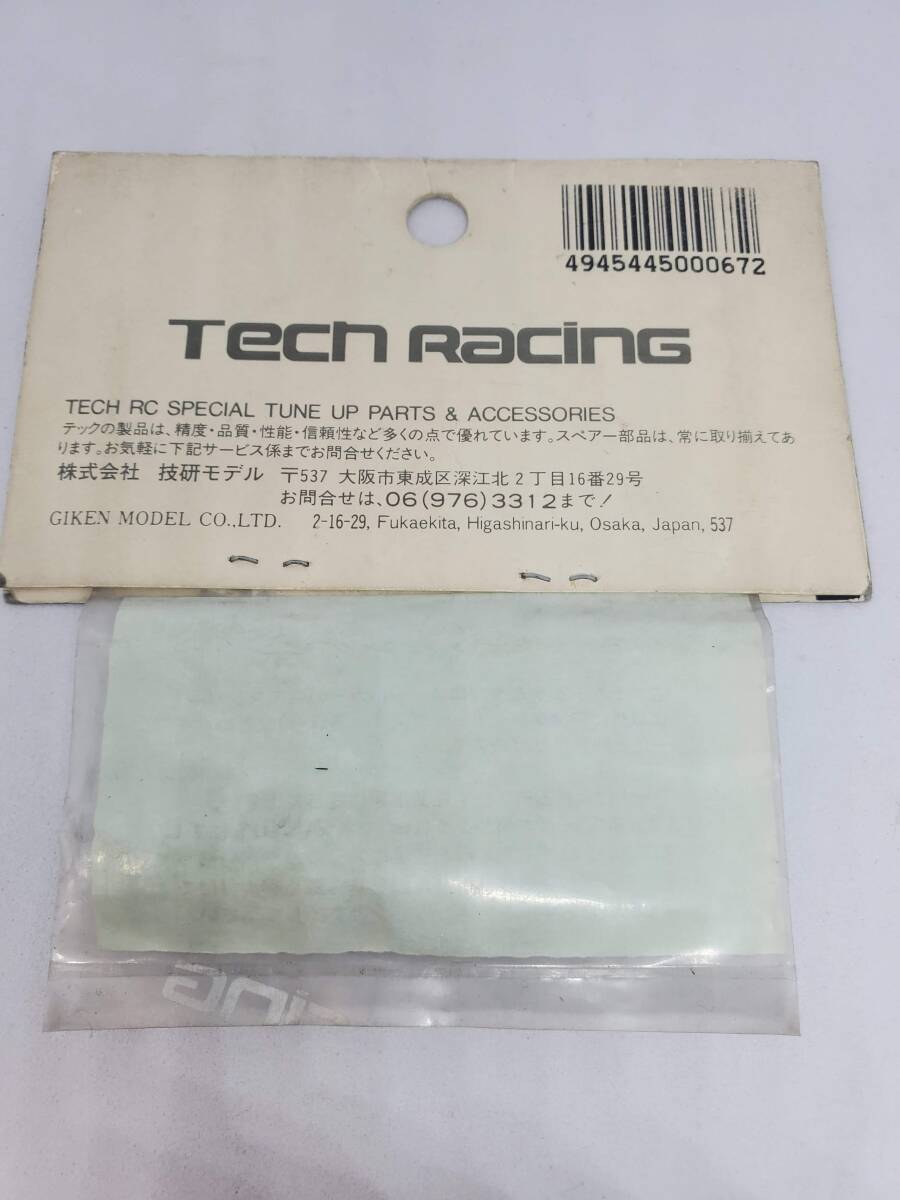 4945445000672
Tech Racing
TECH RC SPECIAL TUNE UP PARTS & ACCESSORIES
テックの製品は、精度・品質・性能・信頼性など多くの点で優れています。スペアー部品は、常に取り揃えてあ
ります。お気軽に下記サービス係までお問合せください。
株式会社 技研モデル 〒537 大阪市東成区深江北2丁目16番29号
お問合せは、06(976)3312まで!
GIKEN MODEL CO.,LTD. 2-16-29, Fukaekita, Higashinari-ku, Osaka, Japan, 537